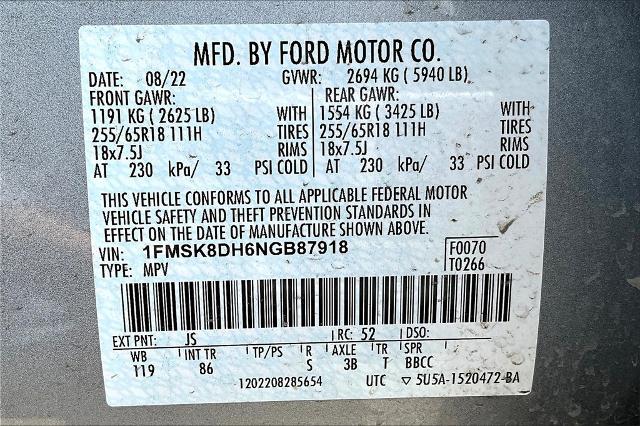 MFD. BY FORD MOTOR CO.
DATE: 08/22 GVWR: 2694 KG ( 5940 LB)
FRONT GAWR: REAR GAWR:
1191 KG ( 2625 LB) WITH 1554 KG ( 3425 LB) WITH
255/65R18 111H TIRES 255/65R18 111H TIRES
18x7.5J RIMS 18x7.5J RIMS
AT 230 kPa/ 33 PSI COLD AT 230 kPa/ 33 PSI COLD
THIS VEHICLE CONFORMS TO ALL APPLICABLE FEDERAL MOTOR
VEHICLE SAFETY AND THEFT PREVENTION STANDARDS IN
EFFECT ON THE DATE OF MANUFACTURE SHOWN ABOVE.
VIN: 1FMSK8DH6NGB87918 F0070
TYPE: MPV T0266
EXT PNT: JS RC: 52 DSO:
WB INT TR TP/PS R AXLE TR SPR
119 86 S 3B T BBCC
1202208285654 UTC ▽ 5U5A-1520472-BA